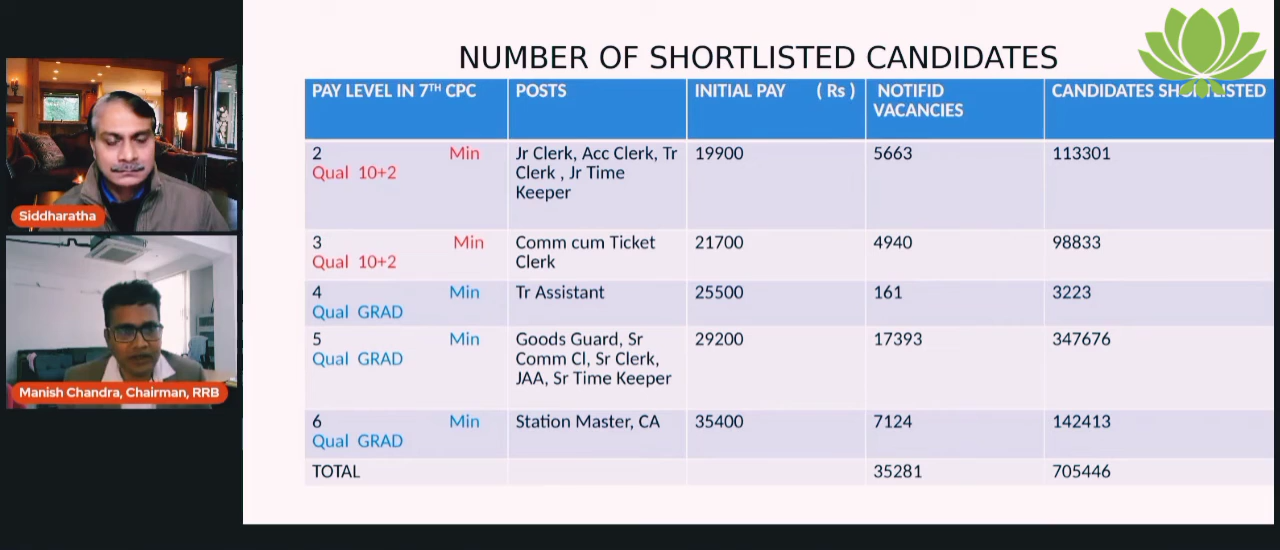 NUMBER OF SHORTLISTED CANDIDATES
PAY LEVEL IN 7TH CPC POSTS INITIAL PAY ( Rs ) NOTIFID VACANCIES CANDIDATES SHORTLISTED
2 Min Qual 10+2 Jr Clerk, Acc Clerk, Tr Clerk , Jr Time Keeper 19900 5663 113301
3 Min Qual 10+2 Comm cum Ticket Clerk 21700 4940 98833
4 Min Qual GRAD Tr Assistant 25500 161 3223
5 Min Qual GRAD Goods Guard, Sr Comm Cl, Sr Clerk, JAA, Sr Time Keeper 29200 17393 347676
6 Min Qual GRAD Station Master, CA 35400 7124 142413
TOTAL 35281 705446
Siddharatha
Manish Chandra, Chairman, RRB